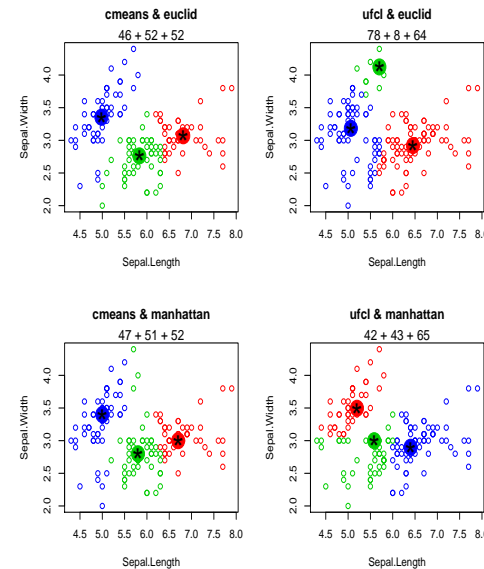 cmeans & euclid
46 + 52 + 52
Sepal.Width
2.0 2.5 3.0 3.5 4.0
4.5 5.0 5.5 6.0 6.5 7.0 7.5 8.0
Sepal.Length
ufcl & euclid
78 + 8 + 64
Sepal.Width
2.0 2.5 3.0 3.5 4.0
4.5 5.0 5.5 6.0 6.5 7.0 7.5 8.0
Sepal.Length
cmeans & manhattan
47 + 51 + 52
Sepal.Width
2.0 2.5 3.0 3.5 4.0
4.5 5.0 5.5 6.0 6.5 7.0 7.5 8.0
Sepal.Length
ufcl & manhattan
42 + 43 + 65
Sepal.Width
2.0 2.5 3.0 3.5 4.0
4.5 5.0 5.5 6.0 6.5 7.0 7.5 8.0
Sepal.Length